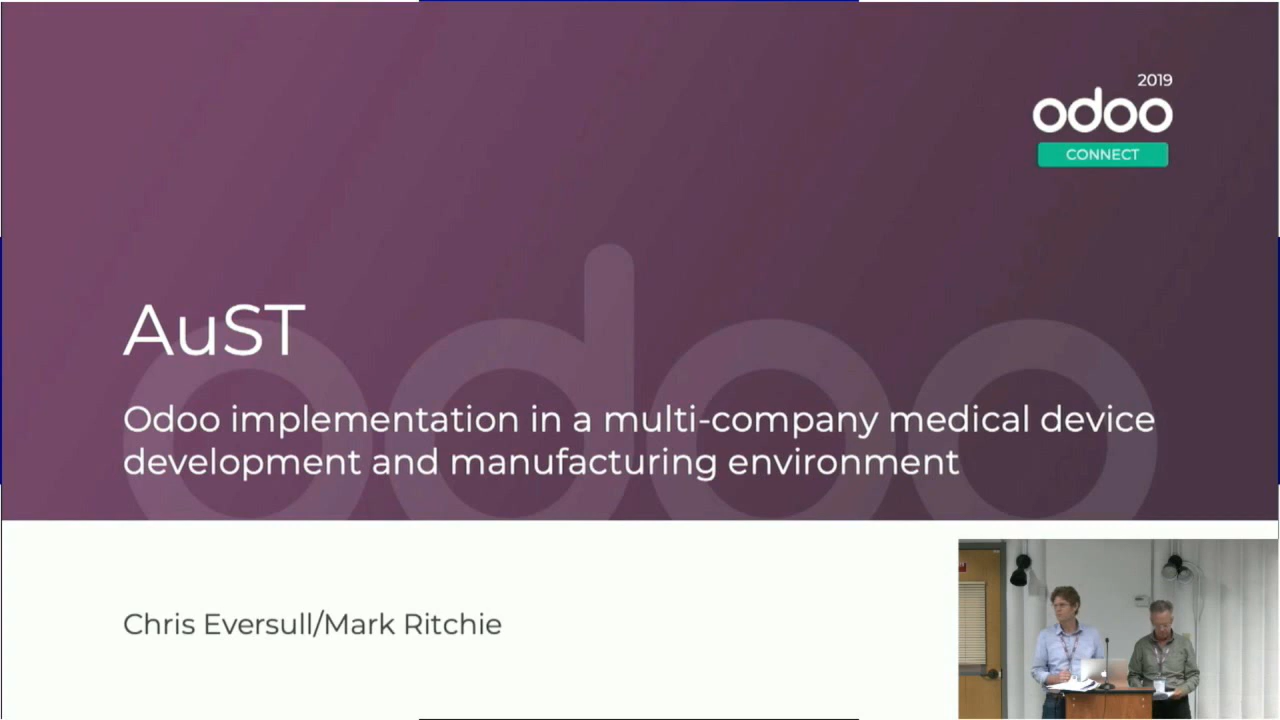 2019
odoo
CONNECT
AuST
Odoo implementation in a multi-company medical device
development and manufacturing environment
Chris Eversull/Mark Ritchie